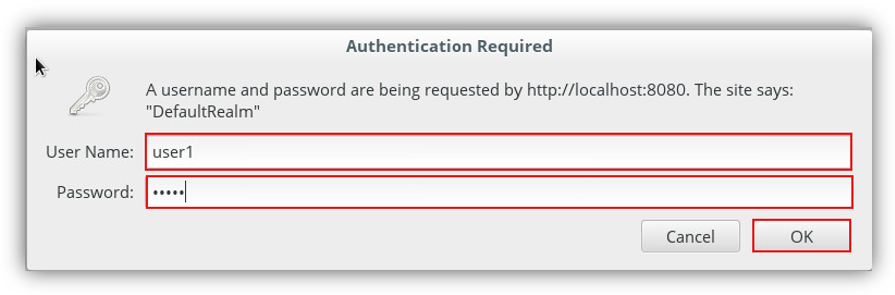 Authentication Required
A username and password are being requested by http://localhost:8080. The site says:
"DefaultRealm"
User Name: user1
Password: •••••
Cancel OK